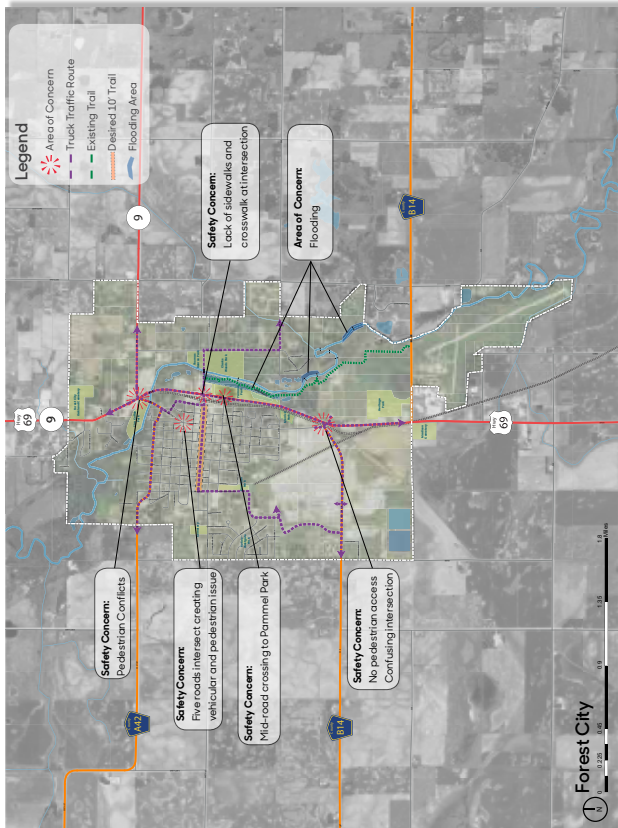 Legend
Area of Concern
Truck Traffic Route
Existing Trail
Desired 10' Trail
Flooding Area
Safety Concern:
Lack of sidewalks and
crosswalk at intersection
Area of Concern:
Flooding
Safety Concern:
Pedestrian Conflicts
Safety Concern:
Five roads intersect creating
vehicular and pedestrian issue
Safety Concern:
Mid-road crossing to Pammel Park
Safety Concern:
No pedestrian access
Confusing intersection
9
B14
Hwy
69
9
Hwy
69
A42
B14
Forest City
N
0
0.225
0.45
0.9
1.35
1.8
Miles